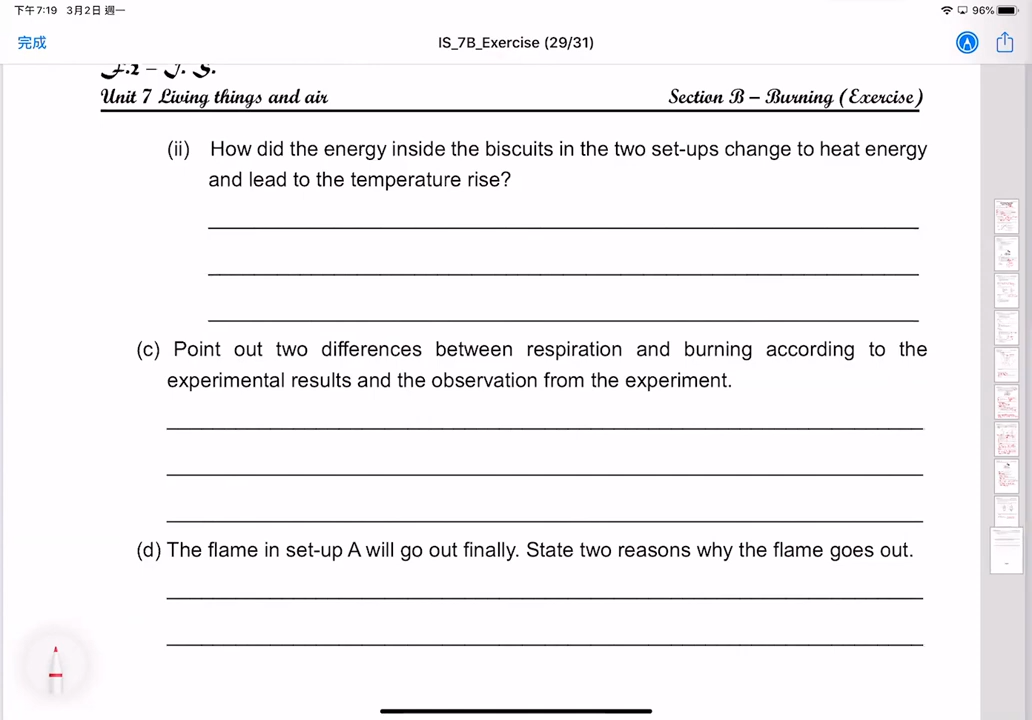 下午7:19 3月2日 週一
96%
完成
IS_7B_Exercise (29/31)
F.2 – I. S.
Unit 7 Living things and air
Section B – Burning (Exercise)
(ii) How did the energy inside the biscuits in the two set-ups change to heat energy
and lead to the temperature rise?
(c) Point out two differences between respiration and burning according to the
experimental results and the observation from the experiment.
(d) The flame in set-up A will go out finally. State two reasons why the flame goes out.